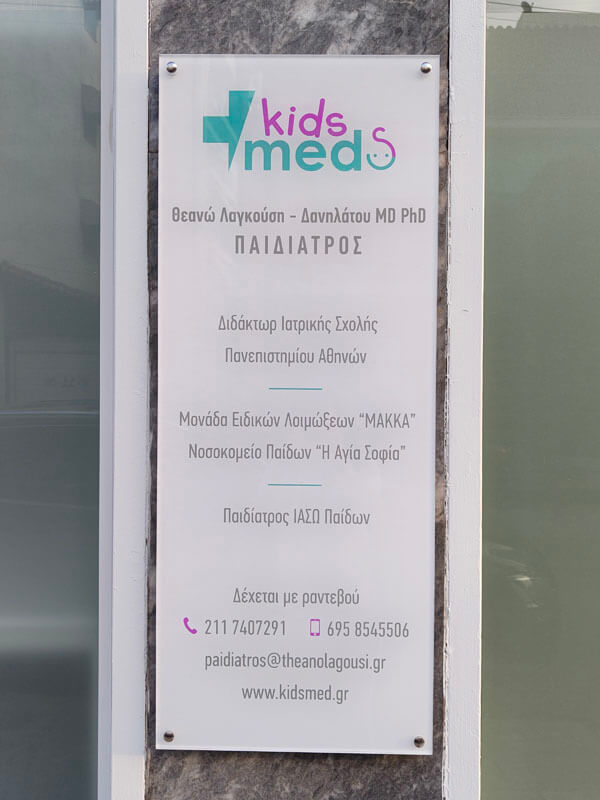 kids
meds
Θεανώ Λαγκούση - Δανηλάτου MD PhD
ΠΑΙΔΙΑΤΡΟΣ
Διδάκτωρ Ιατρικής Σχολής
Πανεπιστημίου Αθηνών
Μονάδα Ειδικών Λοιμώξεων “ΜΑΚΚΑ”
Νοσοκομείο Παίδων “Η Αγία Σοφία”
Παιδίατρος ΙΑΣΩ Παίδων
Δέχεται με ραντεβού
211 7407291 695 8545506
paidiatros@theanolagousi.gr
www.kidsmed.gr